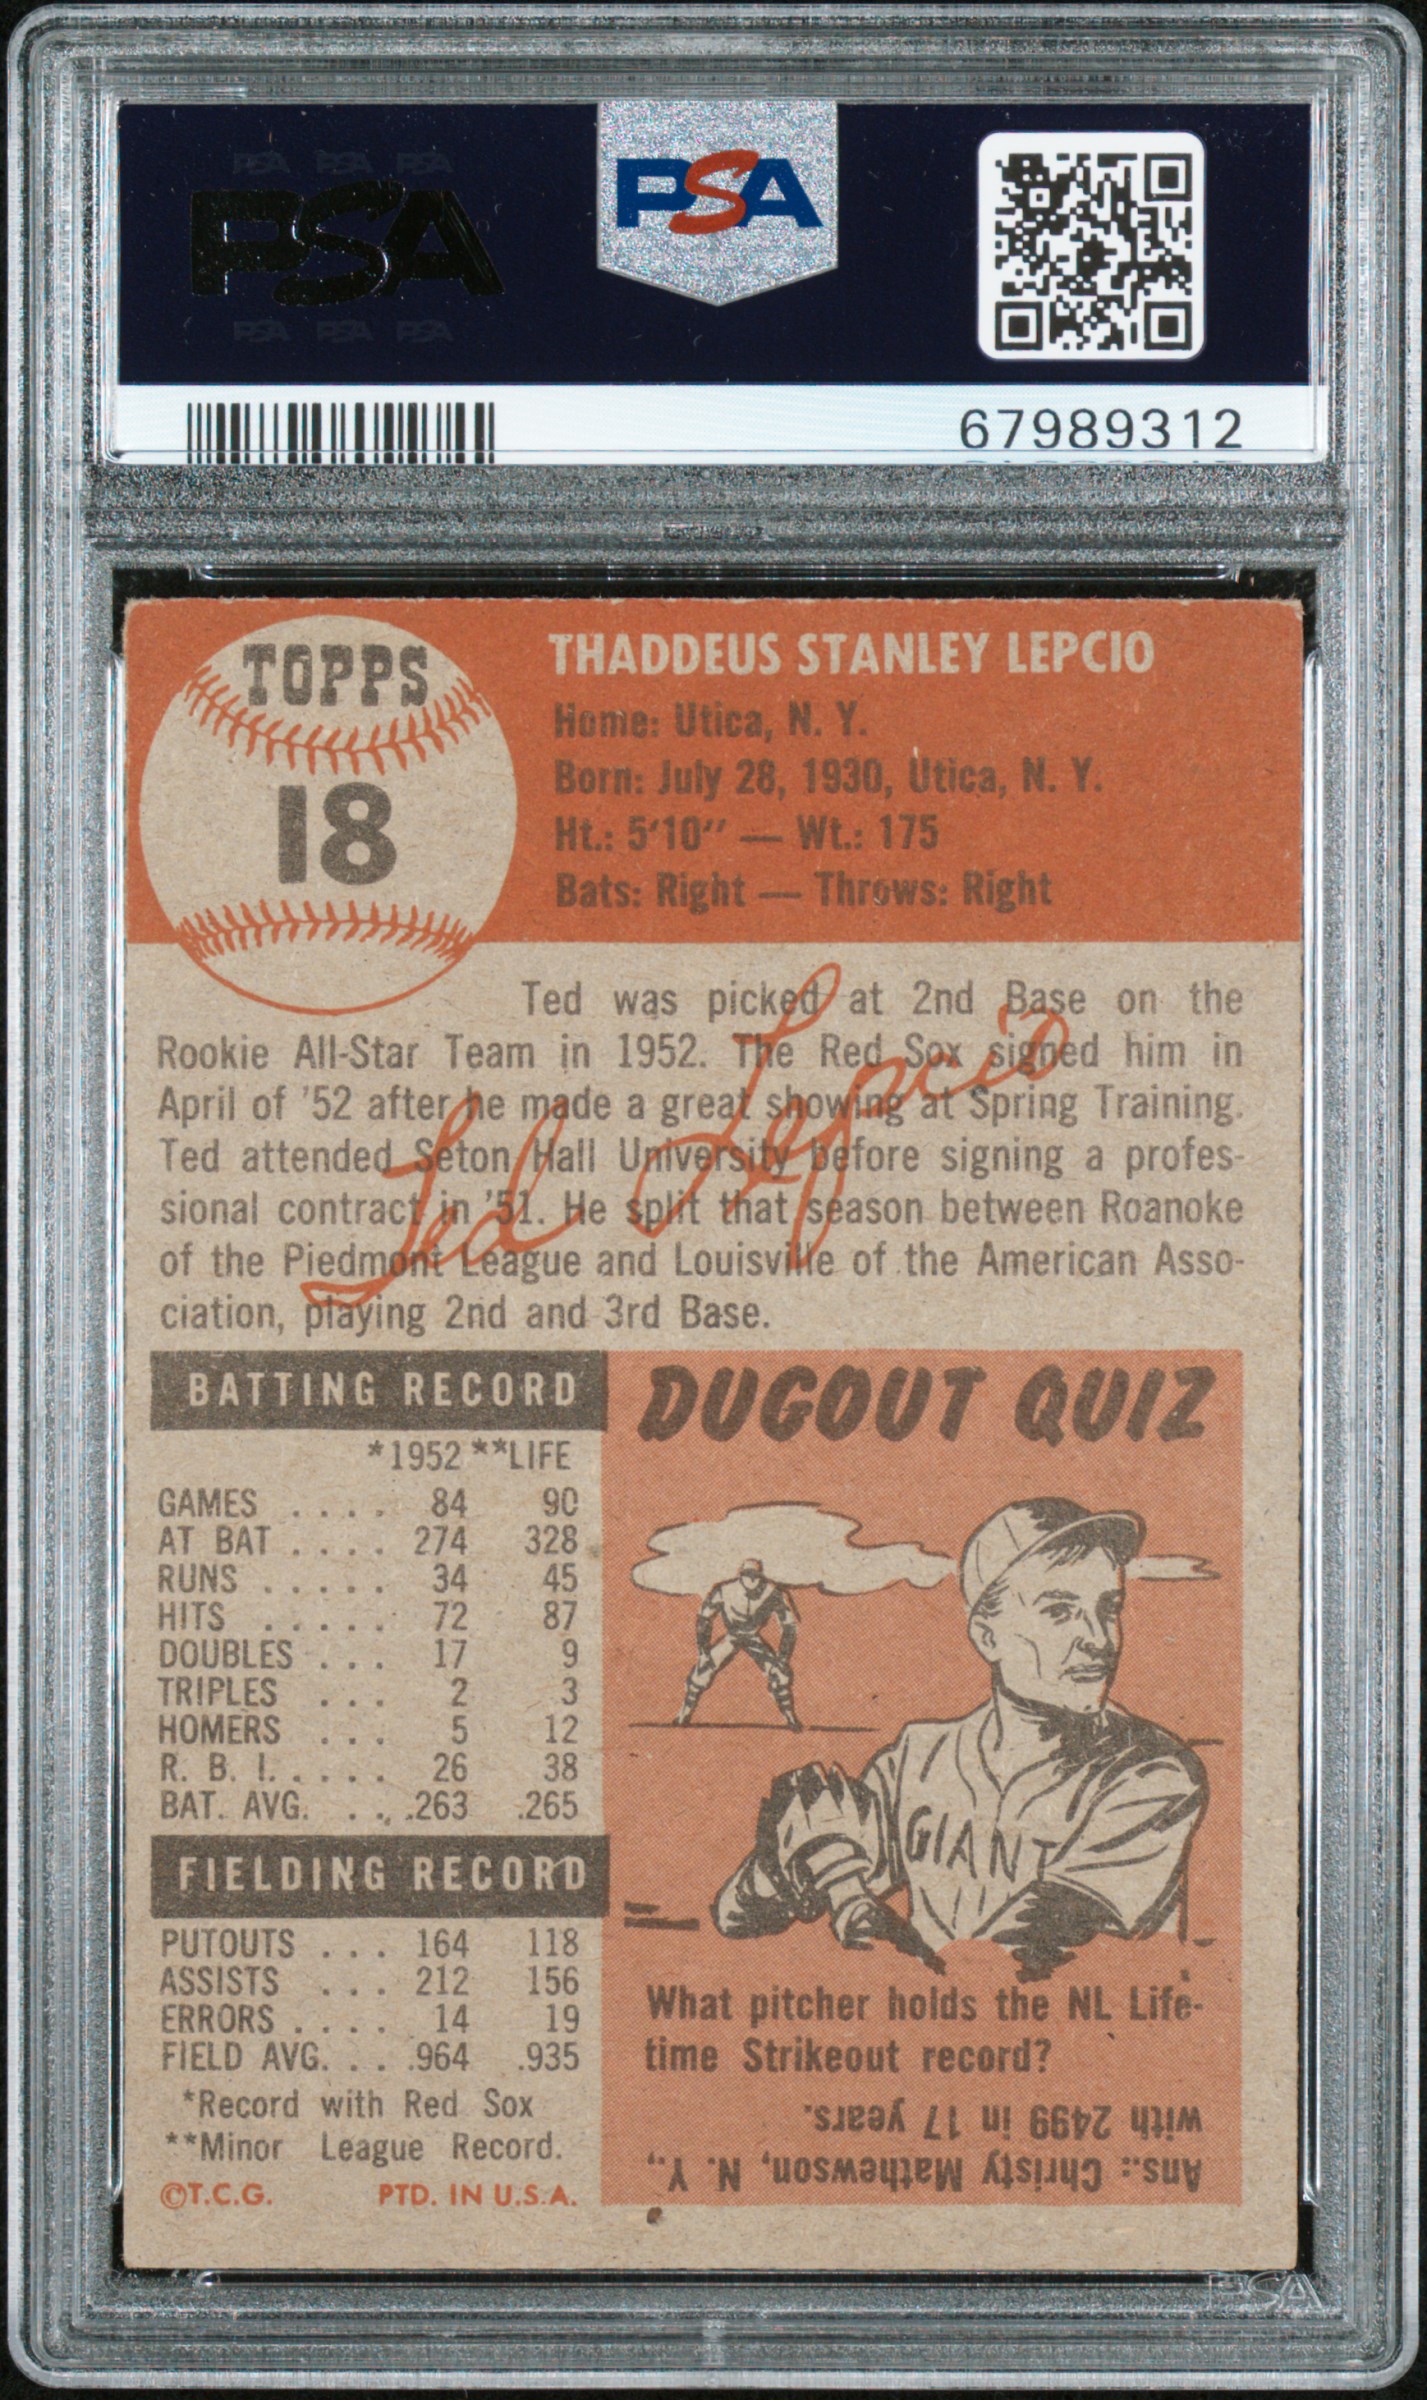 PSA PSA PSA
PSA
PSA PSA PSA
PSA
67989312
TOPPS
18
THADDEUS STANLEY LEPCIO
Home: Utica, N. Y.
Born: July 28, 1930, Utica, N. Y.
Ht.: 5'10" — Wt.: 175
Bats: Right — Throws: Right
Ted was picked at 2nd Base on the
Rookie All-Star Team in 1952. The Red Sox signed him in
April of '52 after he made a great showing at Spring Training.
Ted attended Seton Hall University before signing a profes-
sional contract in '51. He split that season between Roanoke
of the Piedmont League and Louisville of the American Asso-
ciation, playing 2nd and 3rd Base.
Ted Lepcio
BATTING RECORD
*1952 **LIFE
GAMES .... 84 90
AT BAT .... 274 328
RUNS ..... 34 45
HITS ..... 72 87
DOUBLES ... 17 9
TRIPLES ... 2 3
HOMERS ... 5 12
R. B. I. .... 26 38
BAT. AVG. ... .263 .265
FIELDING RECORD
PUTOUTS ... 164 118
ASSISTS ... 212 156
ERRORS .... 14 19
FIELD AVG. ... .964 .935
*Record with Red Sox
**Minor League Record.
©T.C.G. PTD. IN U.S.A.
DUGOUT QUIZ
GIANT
What pitcher holds the NL Life-
time Strikeout record?
Ans.: Christy Mathewson, N. Y.,
with 2499 in 17 years.
PSA